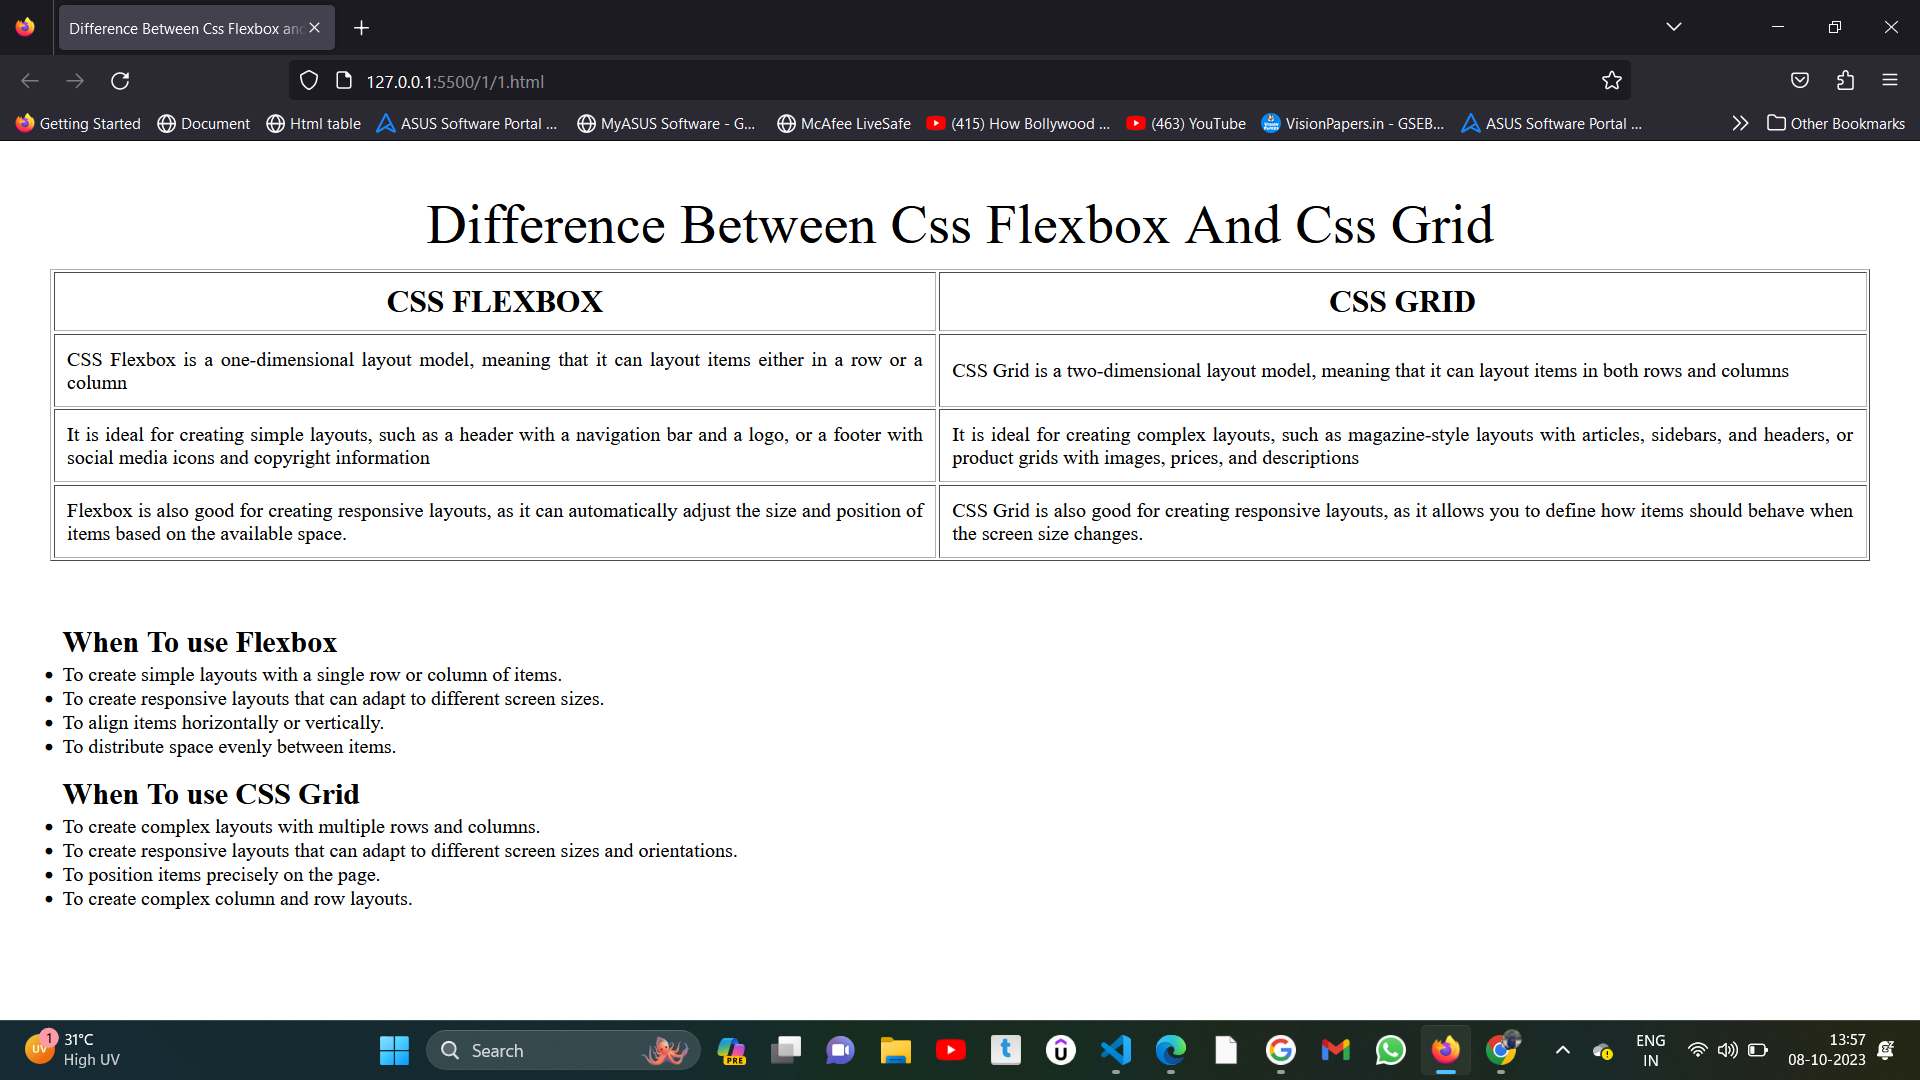 Difference Between Css Flexbox and
127.0.0.1:5500/1/1.html
Getting Started Document Html table ASUS Software Portal ... MyASUS Software - G... McAfee LiveSafe (415) How Bollywood ... (463) YouTube VisionPapers.in - GSEB... ASUS Software Portal ... Other Bookmarks
Difference Between Css Flexbox And Css Grid
CSS FLEXBOX
CSS GRID
CSS Flexbox is a one-dimensional layout model, meaning that it can layout items either in a row or a
column
CSS Grid is a two-dimensional layout model, meaning that it can layout items in both rows and columns
It is ideal for creating simple layouts, such as a header with a navigation bar and a logo, or a footer with
social media icons and copyright information
It is ideal for creating complex layouts, such as magazine-style layouts with articles, sidebars, and headers, or
product grids with images, prices, and descriptions
Flexbox is also good for creating responsive layouts, as it can automatically adjust the size and position of
items based on the available space.
CSS Grid is also good for creating responsive layouts, as it allows you to define how items should behave when
the screen size changes.
When To use Flexbox
To create simple layouts with a single row or column of items.
To create responsive layouts that can adapt to different screen sizes.
To align items horizontally or vertically.
To distribute space evenly between items.
When To use CSS Grid
To create complex layouts with multiple rows and columns.
To create responsive layouts that can adapt to different screen sizes and orientations.
To position items precisely on the page.
To create complex column and row layouts.
UV 1
31°C
High UV
Search
PRE
ENG
IN
13:57
08-10-2023